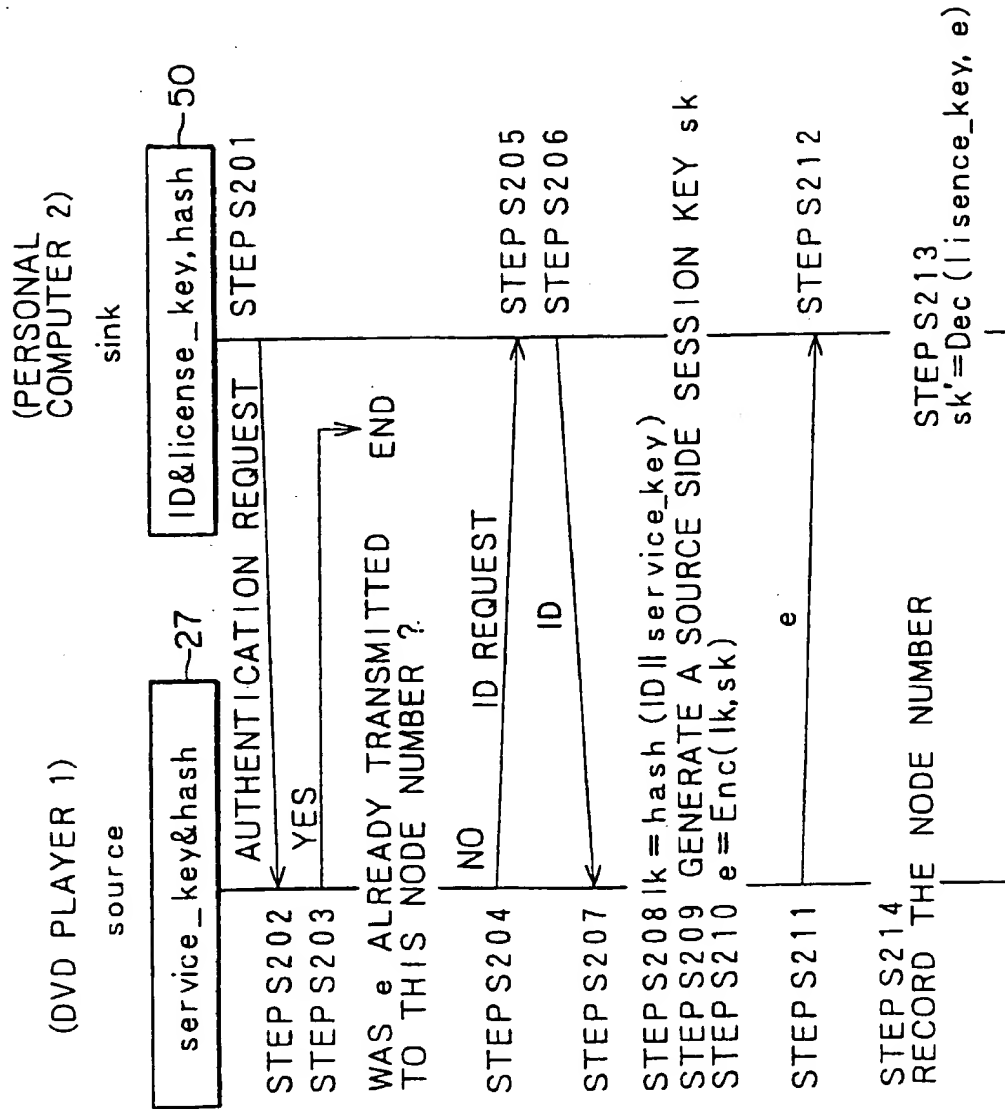 (DVD PLAYER 1)
source
(PERSONAL
COMPUTER 2)
sink
service_key&hash
27
ID&license_key,hash
50
AUTHENTICATION REQUEST
STEP S201
STEP S202
STEP S203
YES
END
WAS e ALREADY TRANSMITTED
TO THIS NODE NUMBER ?
STEP S204
NO
ID REQUEST
STEP S205
STEP S206
ID
STEP S207
STEP S208 lk=hash(ID||service_key)
STEP S209 GENERATE A SOURCE SIDE SESSION KEY sk
STEP S210 e=Enc(lk,sk)
STEP S211
e
STEP S212
STEP S213
sk'=Dec(lisence_key, e)
STEP S214
RECORD THE NODE NUMBER